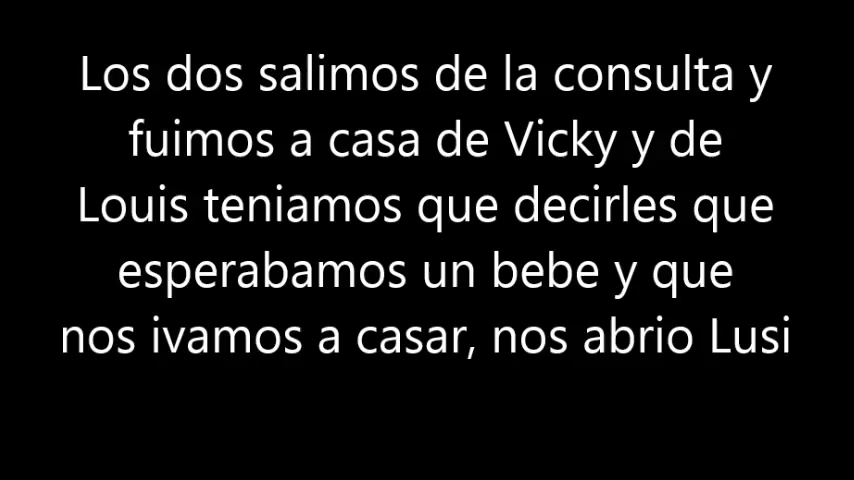 Los dos salimos de la consulta y
fuimos a casa de Vicky y de
Louis teniamos que decirles que
esperabamos un bebe y que
nos ivamos a casar, nos abrio Lusi